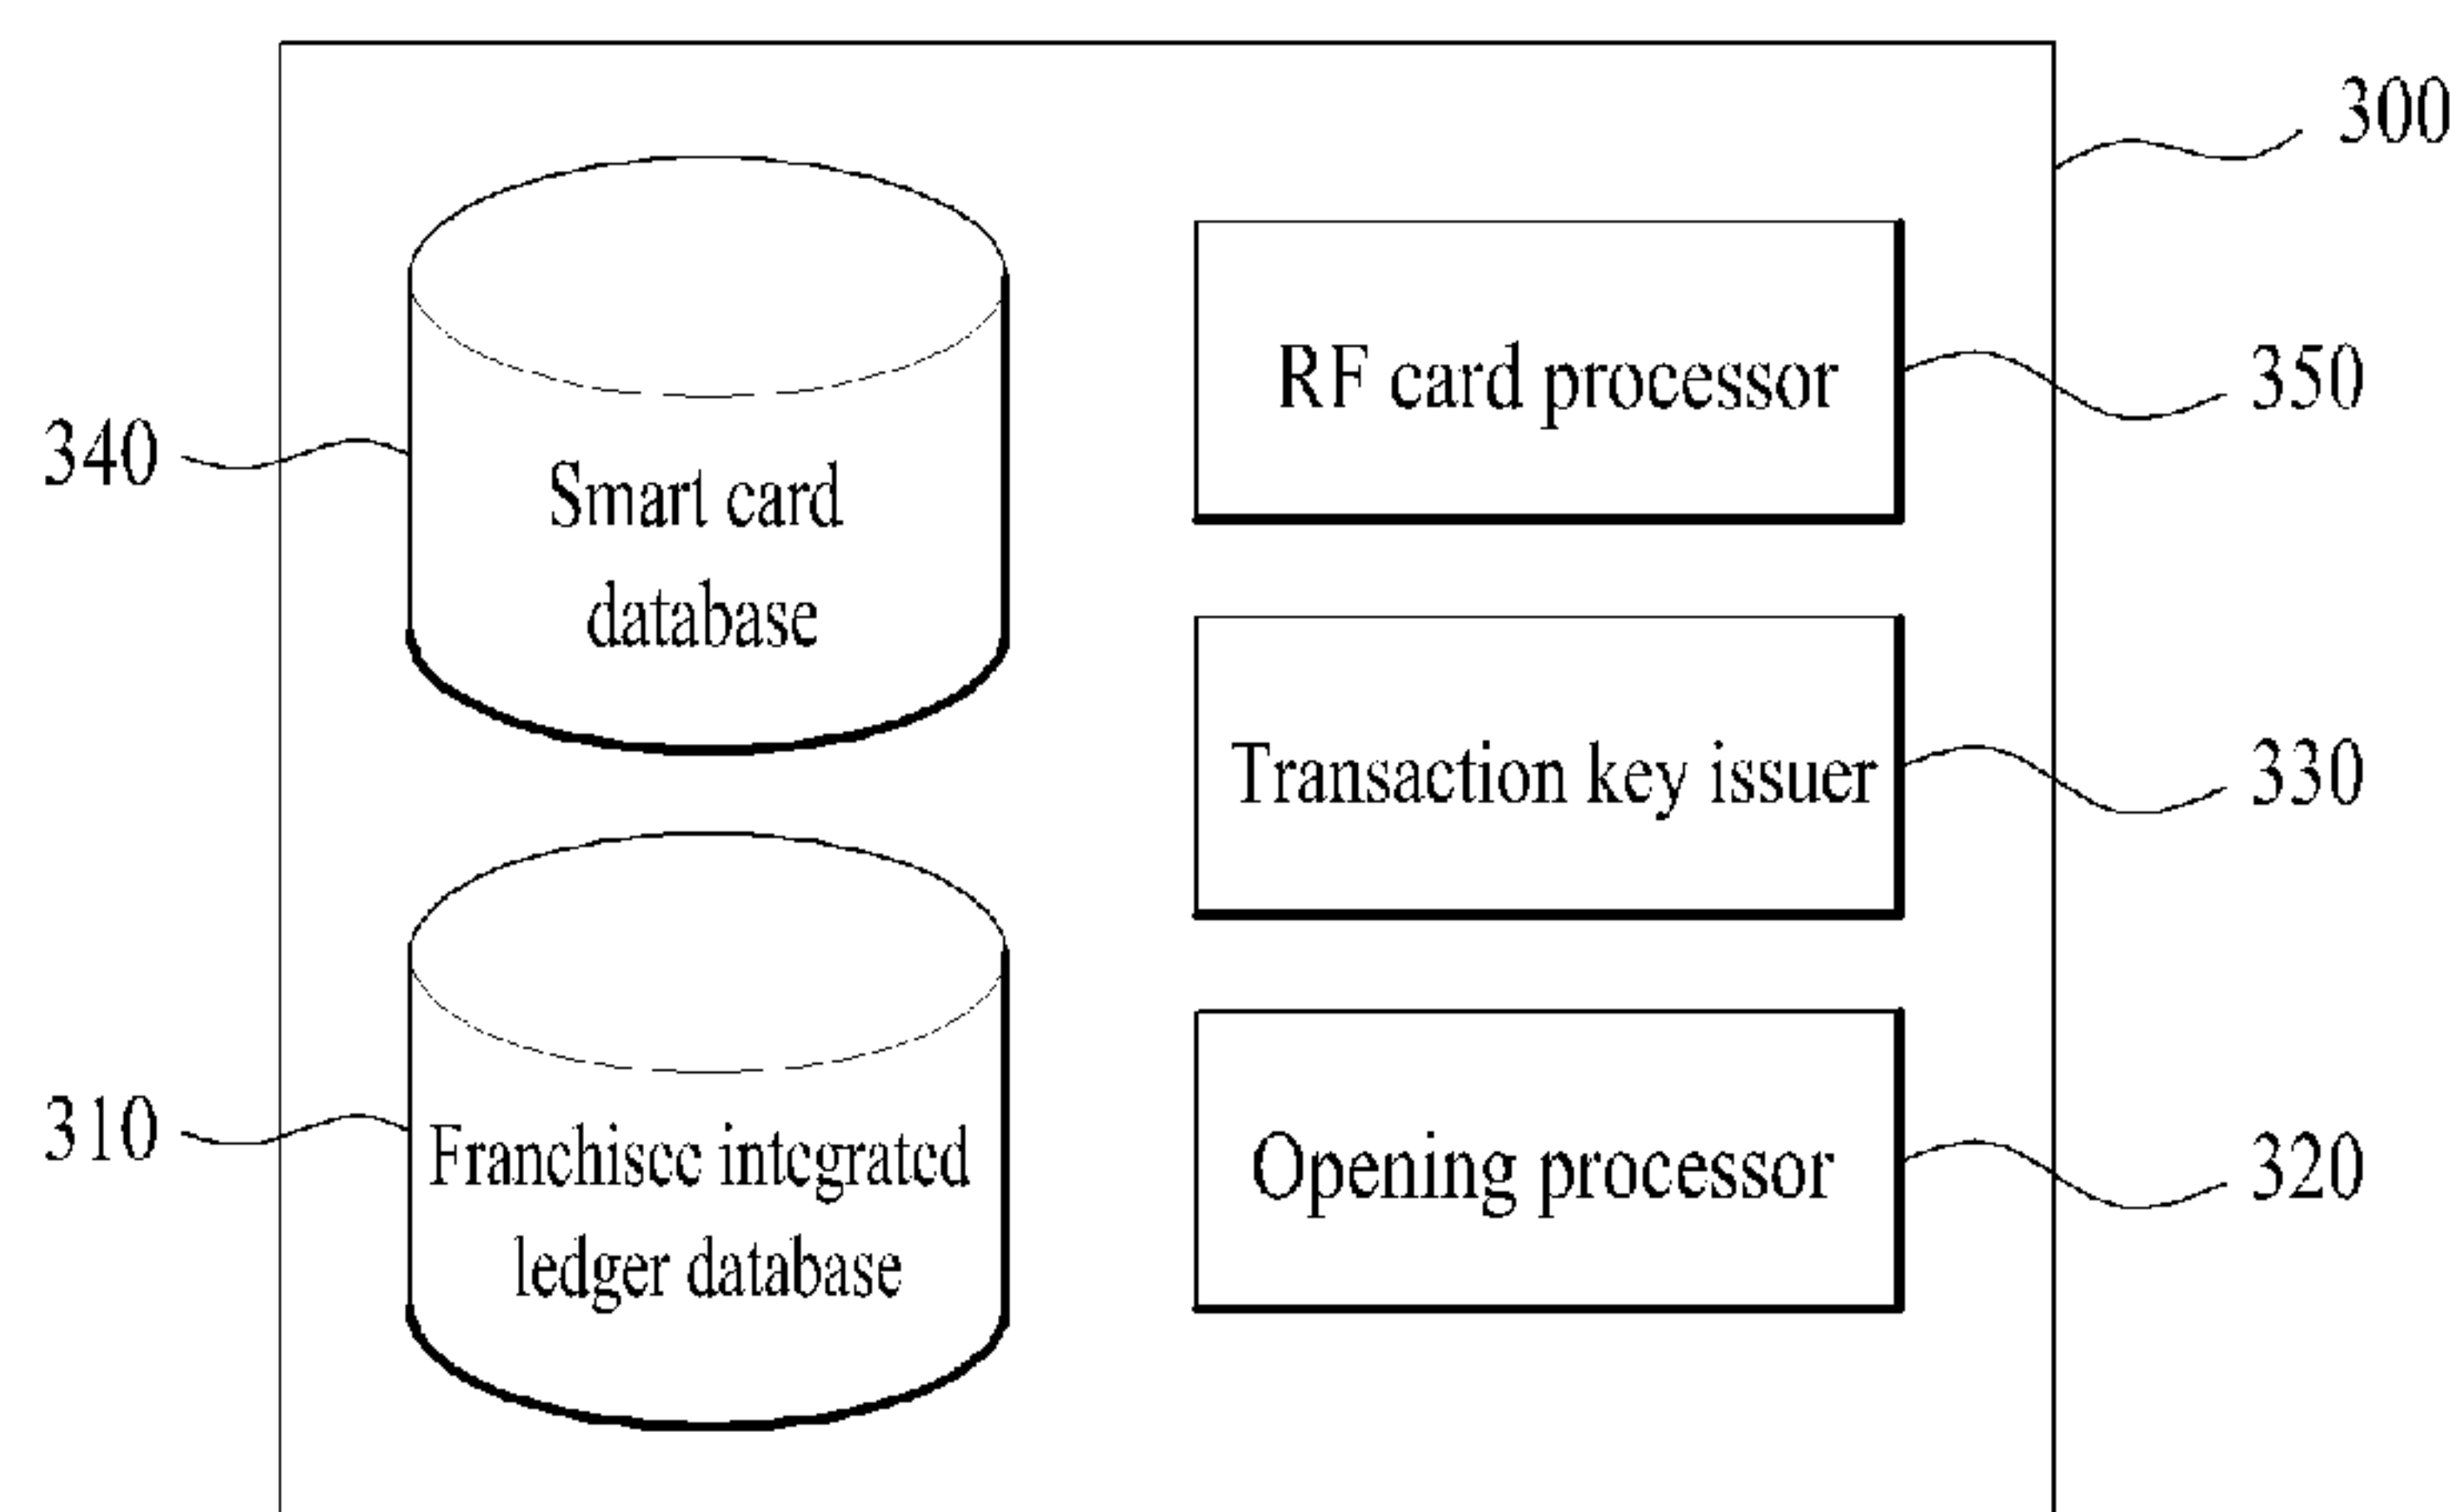 300
RF card processor
350
340
Smart card
database
Transaction key issuer
330
310
Franchisee integrated
ledger database
Opening processor
320